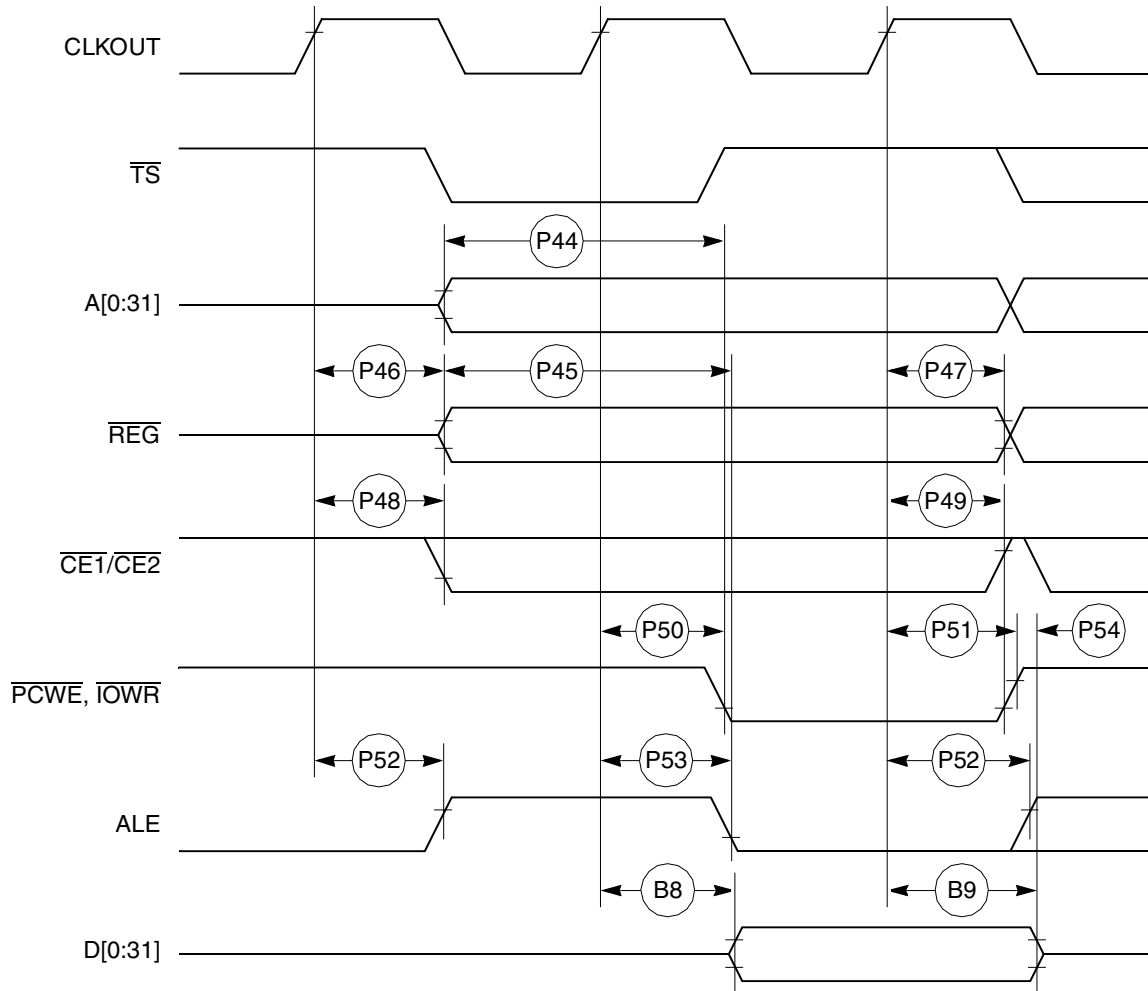 CLKOUT
TS
P44
A[0:31]
P46 P45 P47
REG
P48 P49
CE1/CE2
P50 P51 P54
PCWE, IOWR
P52 P53 P52
ALE
B8 B9
D[0:31]